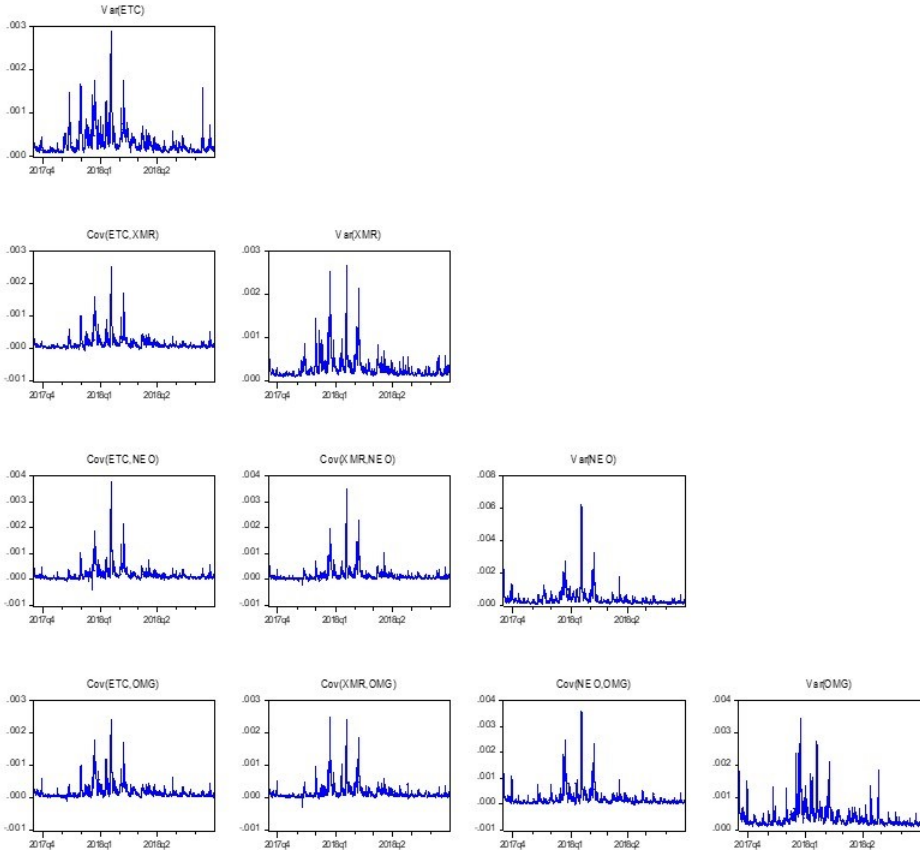 Var(ETC)
.003
.002
.001
.000
2017q4 2018q1 2018q2
Cov(ETC,XMR) Var(XMR)
.003 .003
.002
.002
.001
.001
.000
-.001 .000
2017q4 2018q1 2018q2 2017q4 2018q1 2018q2
Cov(ETC,NEO) Cov(XMR,NEO) Var(NEO)
.004 .004 .008
.003 .003
.006
.002 .002
.004
.001 .001
.002
.000 .000
-.001 -.001 .000
2017q4 2018q1 2018q2 2017q4 2018q1 2018q2 2017q4 2018q1 2018q2
Cov(ETC,OMG) Cov(XMR,OMG) Cov(NEO,OMG) Var(OMG)
.003 .003 .004 .004
.003
.002 .002 .003
.002
.001 .001 .002
.001
.000 .000 .001
.000
-.001 -.001 -.001 .000
2017q4 2018q1 2018q2 2017q4 2018q1 2018q2 2017q4 2018q1 2018q2 2017q4 2018q1 2018q2